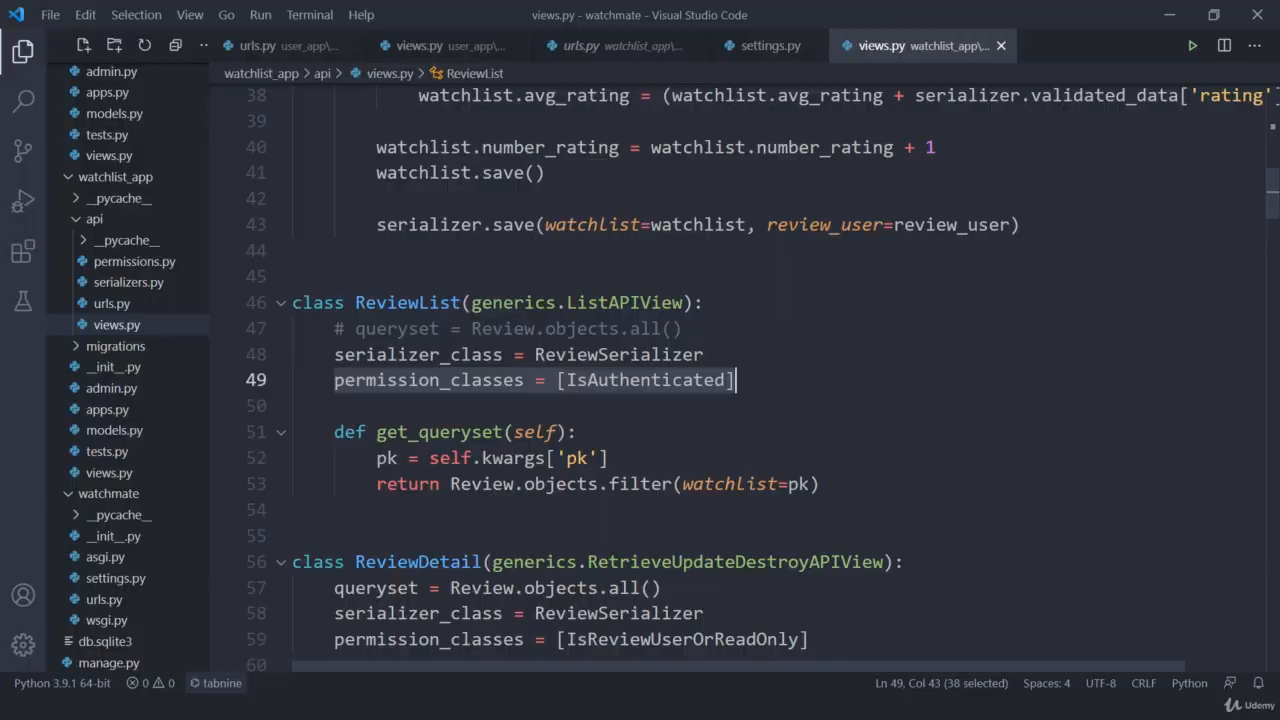 File Edit Selection View Go Run Terminal Help views.py - watchmate - Visual Studio Code
urls.py user_app\... views.py user_app\... urls.py watchlist_app\... settings.py views.py watchlist_app\...
watchlist_app > api > views.py > ReviewList
admin.py
apps.py
models.py
tests.py
views.py
watchlist_app
__pycache__
api
__pycache__
permissions.py
serializers.py
urls.py
views.py
migrations
__init__.py
admin.py
apps.py
models.py
tests.py
views.py
watchmate
__pycache__
__init__.py
asgi.py
settings.py
urls.py
wsgi.py
db.sqlite3
manage.py
38 watchlist.avg_rating = (watchlist.avg_rating + serializer.validated_data['rating']
39
40 watchlist.number_rating = watchlist.number_rating + 1
41 watchlist.save()
42
43 serializer.save(watchlist=watchlist, review_user=review_user)
44
45
46 class ReviewList(generics.ListAPIView):
47 # queryset = Review.objects.all()
48 serializer_class = ReviewSerializer
49 permission_classes = [IsAuthenticated]
50
51 def get_queryset(self):
52 pk = self.kwargs['pk']
53 return Review.objects.filter(watchlist=pk)
54
55
56 class ReviewDetail(generics.RetrieveUpdateDestroyAPIView):
57 queryset = Review.objects.all()
58 serializer_class = ReviewSerializer
59 permission_classes = [IsReviewUserOrReadOnly]
60
Python 3.9.1 64-bit 0 0 tabnine Ln 49, Col 43 (38 selected) Spaces: 4 UTF-8 CRLF Python
Udemy